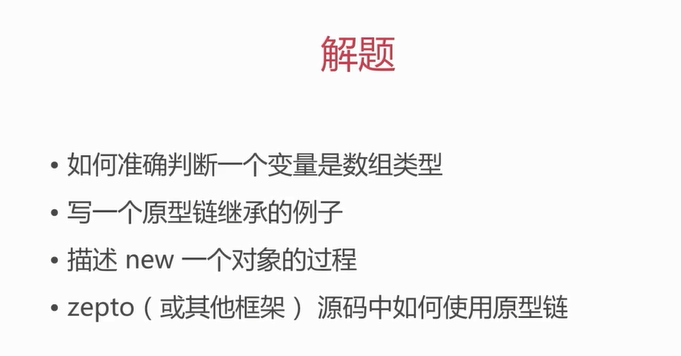 解题
• 如何准确判断一个变量是数组类型
• 写一个原型链继承的例子
• 描述 new 一个对象的过程
• zepto（或其他框架） 源码中如何使用原型链